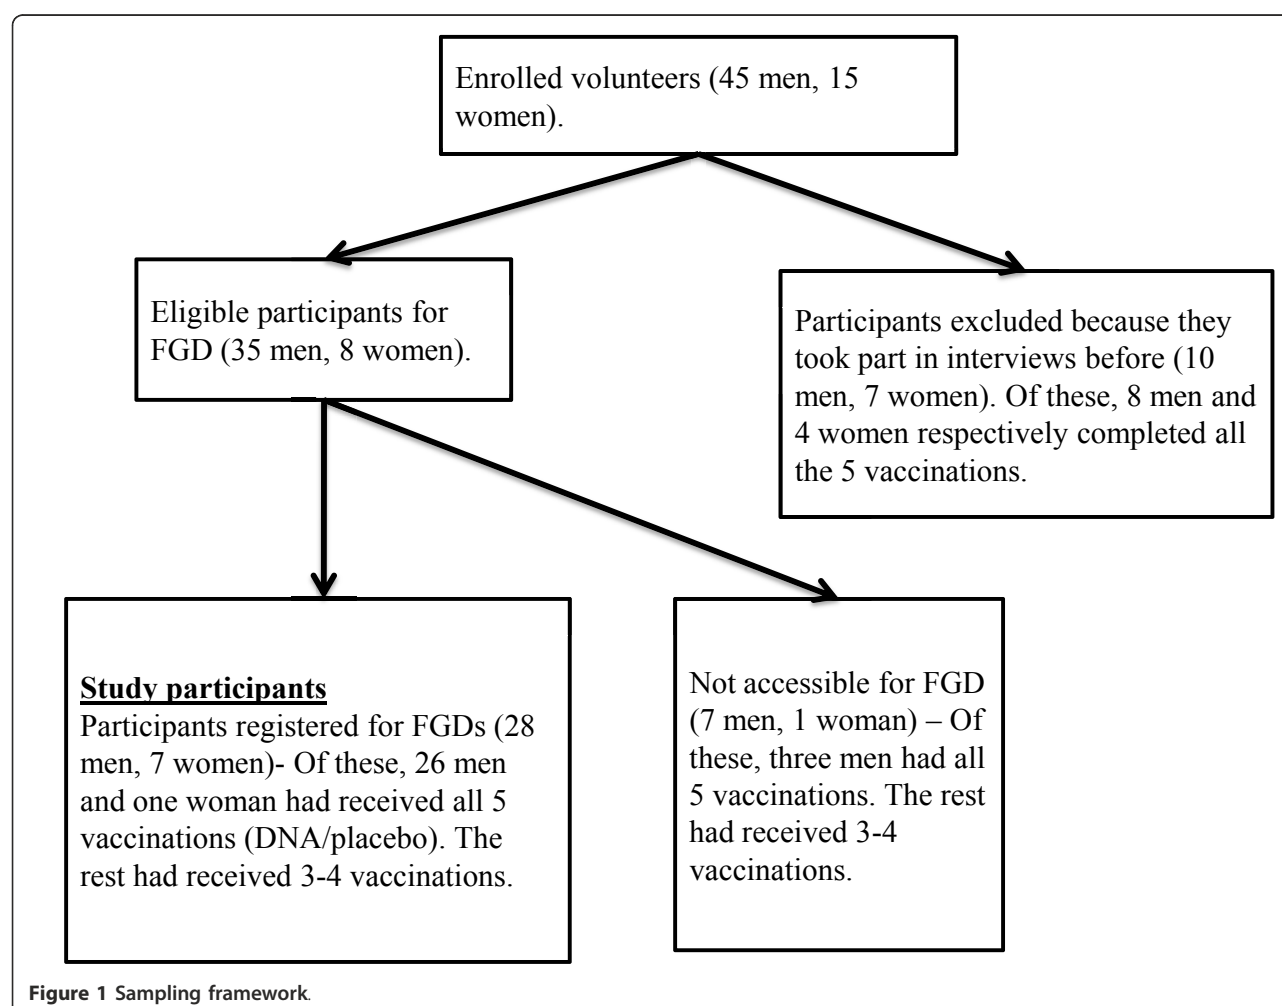 Enrolled volunteers (45 men, 15
women).
Eligible participants for
FGD (35 men, 8 women).
Participants excluded because they
took part in interviews before (10
men, 7 women). Of these, 8 men and
4 women respectively completed all
the 5 vaccinations.
Study participants
Participants registered for FGDs (28
men, 7 women)- Of these, 26 men
and one woman had received all 5
vaccinations (DNA/placebo). The
rest had received 3-4 vaccinations.
Not accessible for FGD
(7 men, 1 woman) – Of
these, three men had all
5 vaccinations. The rest
had received 3-4
vaccinations.
Figure 1 Sampling framework.